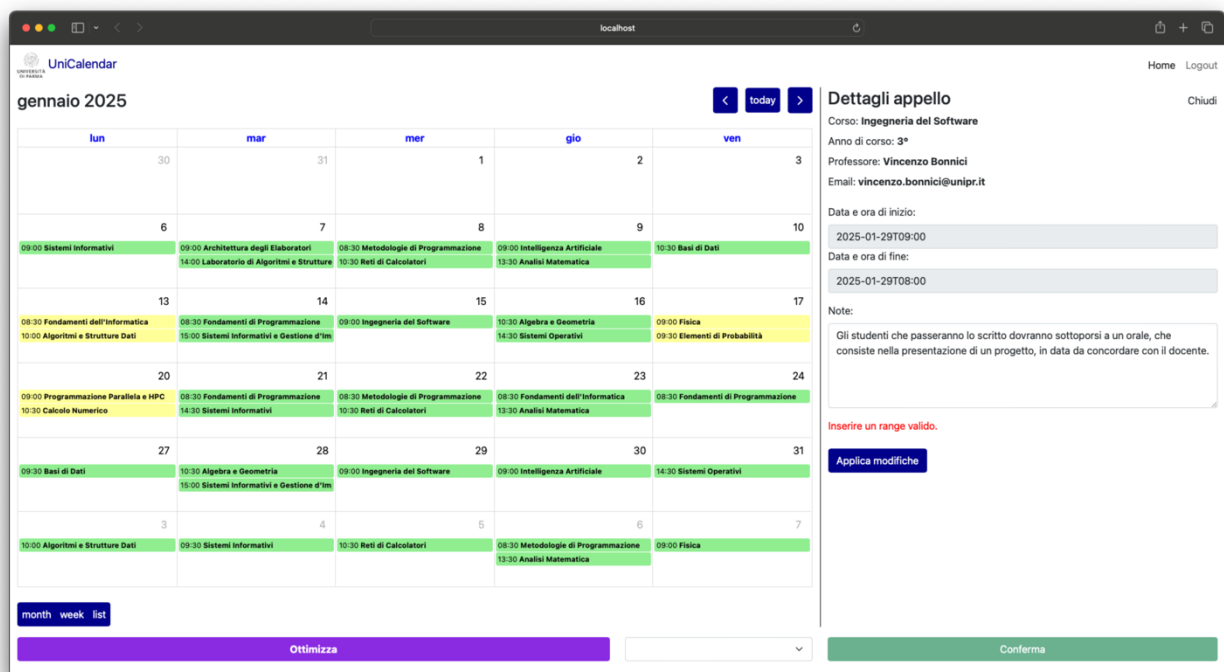 localhost
UNIVERSITÀ
DI PARMA
UniCalendar
Home Logout
gennaio 2025
today
lun mar mer gio ven
30 31 1 2 3
6 7 8 9 10
09:00 Sistemi Informativi 09:00 Architettura degli Elaboratori 08:30 Metodologie di Programmazione 09:00 Intelligenza Artificiale 10:30 Basi di Dati
14:00 Laboratorio di Algoritmi e Strutture 10:30 Reti di Calcolatori 13:30 Analisi Matematica
13 14 15 16 17
08:30 Fondamenti dell'Informatica 08:30 Fondamenti di Programmazione 09:00 Ingegneria del Software 10:30 Algebra e Geometria 09:00 Fisica
10:00 Algoritmi e Strutture Dati 15:00 Sistemi Informativi e Gestione d'Im 14:30 Sistemi Operativi 09:30 Elementi di Probabilità
20 21 22 23 24
09:00 Programmazione Parallela e HPC 08:30 Fondamenti di Programmazione 08:30 Metodologie di Programmazione 08:30 Fondamenti dell'Informatica 08:30 Fondamenti di Programmazione
10:30 Calcolo Numerico 14:30 Sistemi Informativi 10:30 Reti di Calcolatori 13:30 Analisi Matematica
27 28 29 30 31
09:30 Basi di Dati 10:30 Algebra e Geometria 09:00 Ingegneria del Software 09:00 Intelligenza Artificiale 14:30 Sistemi Operativi
15:00 Sistemi Informativi e Gestione d'Im
3 4 5 6 7
10:00 Algoritmi e Strutture Dati 09:30 Sistemi Informativi 10:30 Reti di Calcolatori 08:30 Metodologie di Programmazione 09:00 Fisica
13:30 Analisi Matematica
month week list
Dettagli appello
Chiudi
Corso: Ingegneria del Software
Anno di corso: 3°
Professore: Vincenzo Bonnici
Email: vincenzo.bonnici@unipr.it
Data e ora di inizio:
2025-01-29T09:00
Data e ora di fine:
2025-01-29T08:00
Note:
Gli studenti che passeranno lo scritto dovranno sottoporsi a un orale, che
consiste nella presentazione di un progetto, in data da concordare con il docente.
Inserire un range valido.
Applica modifiche
Ottimizza
Conferma